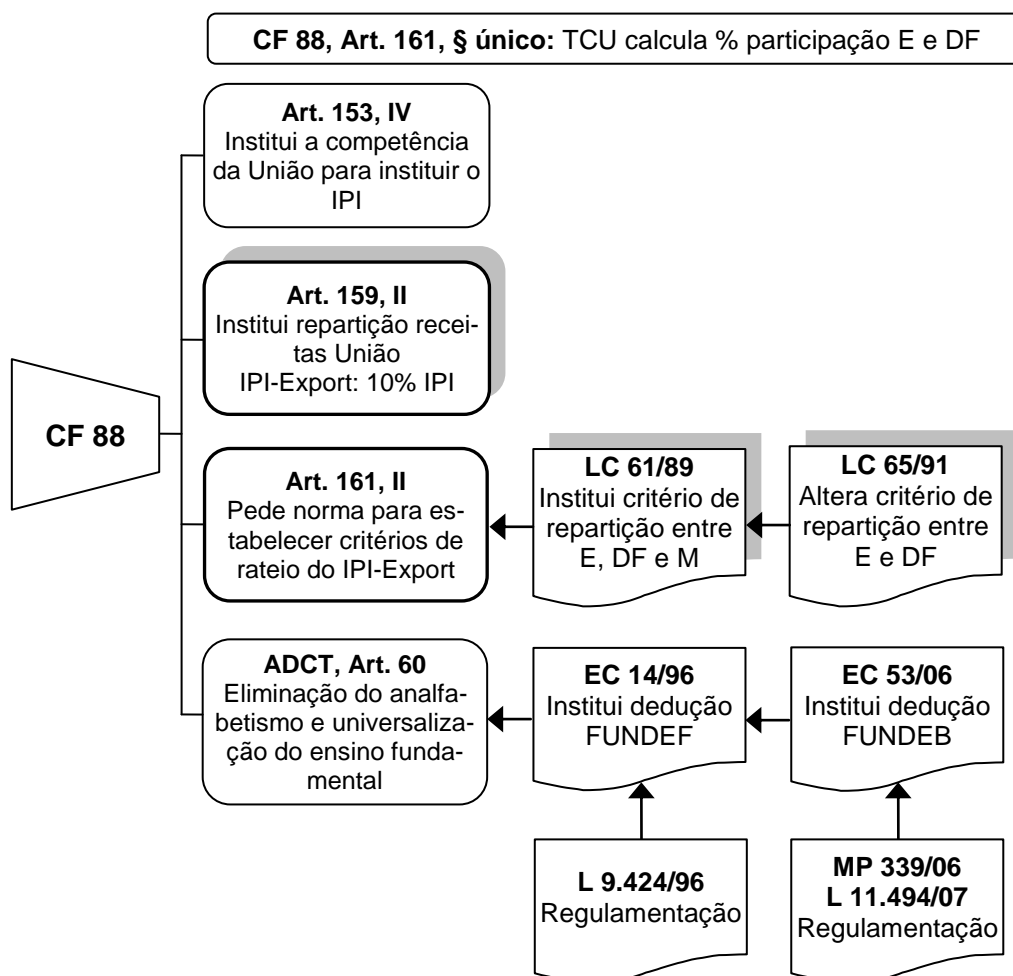 CF 88, Art. 161, § único: TCU calcula % participação E e DF
Art. 153, IV
Institui a competência
da União para instituir o
IPI
Art. 159, II
Institui repartição recei-
tas União
IPI-Export: 10% IPI
CF 88
Art. 161, II
Pede norma para es-
tabelecer critérios de
rateio do IPI-Export
LC 61/89
Institui critério de
repartição entre
E, DF e M
LC 65/91
Altera critério de
repartição entre
E e DF
ADCT, Art. 60
Eliminação do analfa-
betismo e universaliza-
ção do ensino funda-
mental
EC 14/96
Institui dedução
FUNDEF
EC 53/06
Institui dedução
FUNDEB
L 9.424/96
Regulamentação
MP 339/06
L 11.494/07
Regulamentação